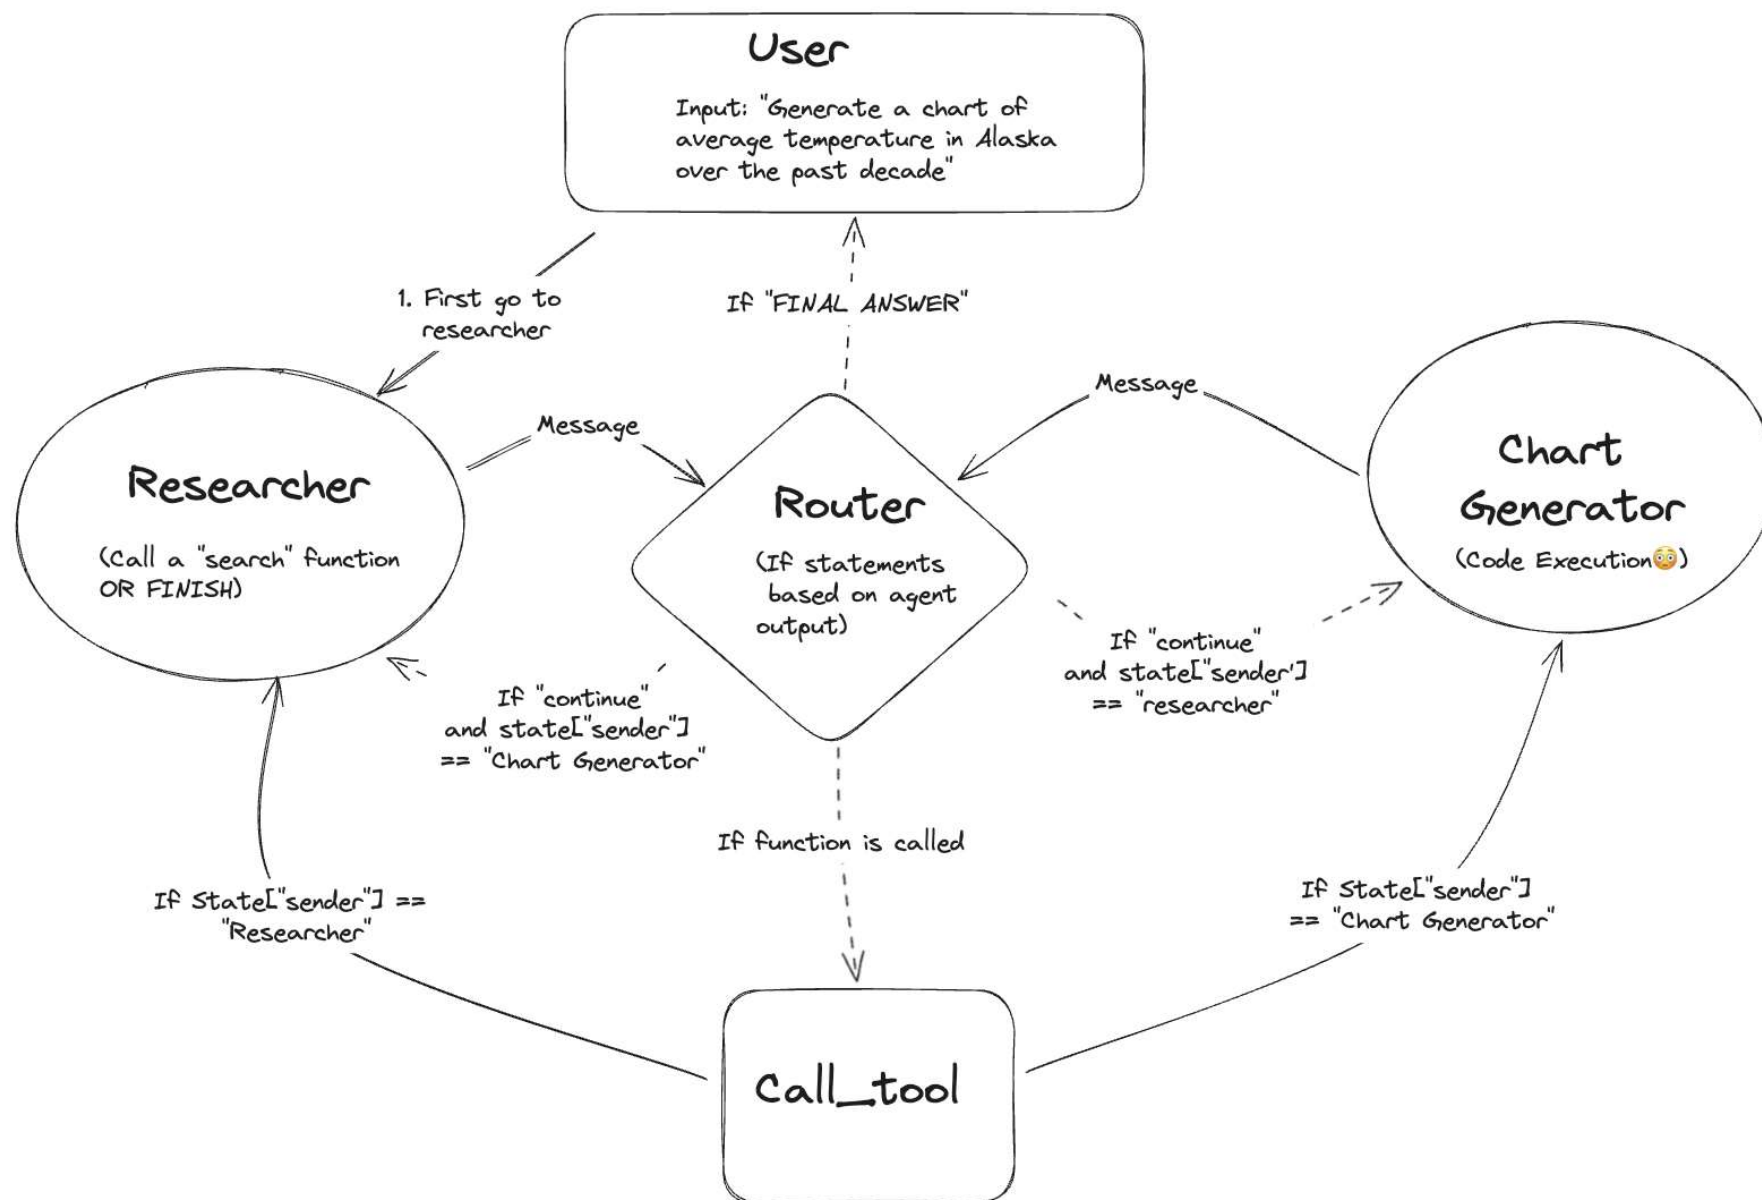 User
Input: "Generate a chart of
average temperature in Alaska
over the past decade"
1. First go to
researcher
If "FINAL ANSWER"
Message
Message
Researcher
(Call a "search" function
OR FINISH)
Router
(If statements
based on agent
output)
Chart
Generator
(Code Execution😳)
If "continue"
and state["sender"]
== "Chart Generator"
If "continue"
and state["sender']
== "researcher"
If function is called
If State["sender"] ==
"Researcher"
If State["sender"]
== "Chart Generator"
Call_tool